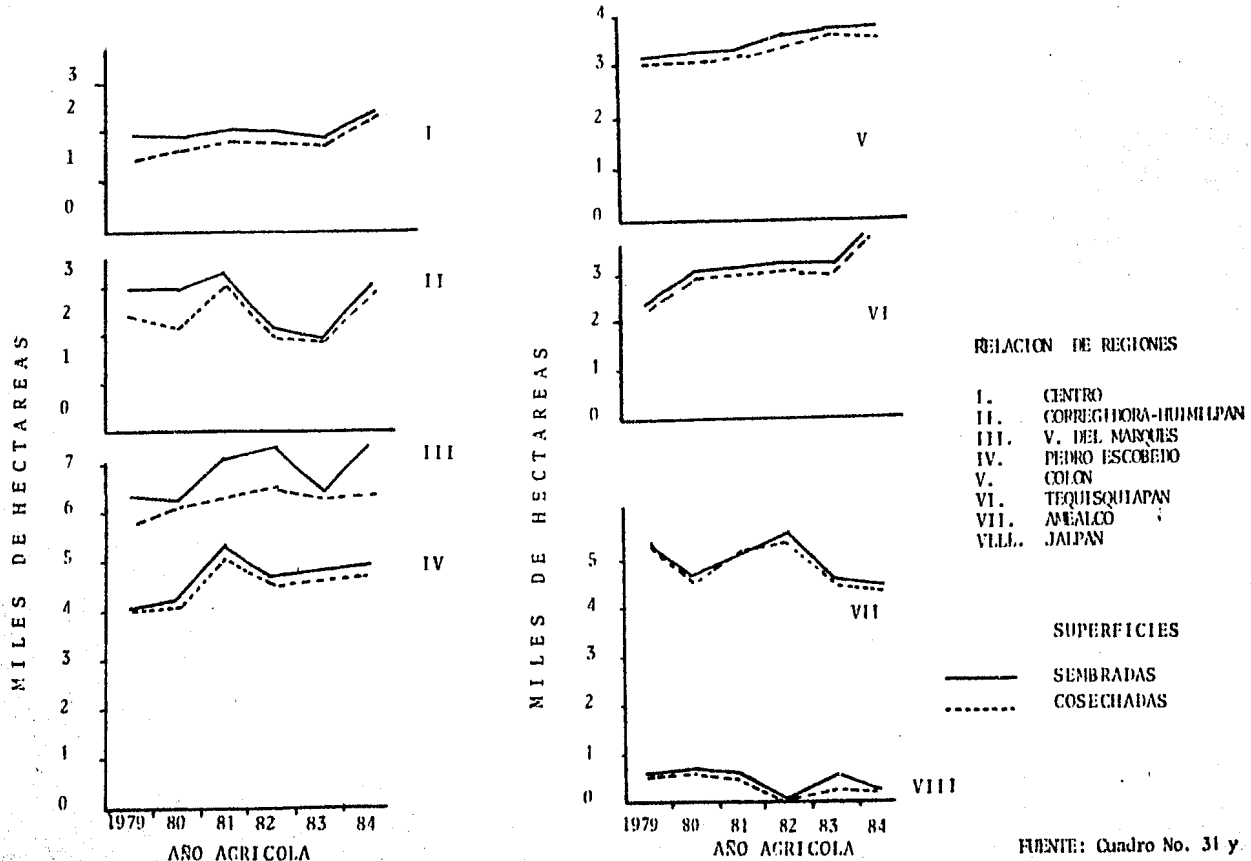 MILES DE HECTAREAS
3
2
1
0
I
3
2
1
0
II
7
6
5
4
3
2
1
0
III
IV
1979 80 81 82 83 84
AÑO AGRICOLA
MILES DE HECTAREAS
4
3
2
1
0
V
3
2
1
0
VI
5
4
3
2
1
0
VII
VIII
1979 80 81 82 83 84
AÑO AGRICOLA
RELACION DE REGIONES
I. CENTRO
II. CORREGIDORA-HUIMILPAN
III. V. DEL MARQUES
IV. PEDRO ESCOBEDO
V. COLON
VI. TEQUISQUIAPAN
VII. AMEALCO
VIII. JALPAN
SUPERFICIES
SEMBRADAS
COSECHADAS
FUENTE: Cuadro No. 31 y